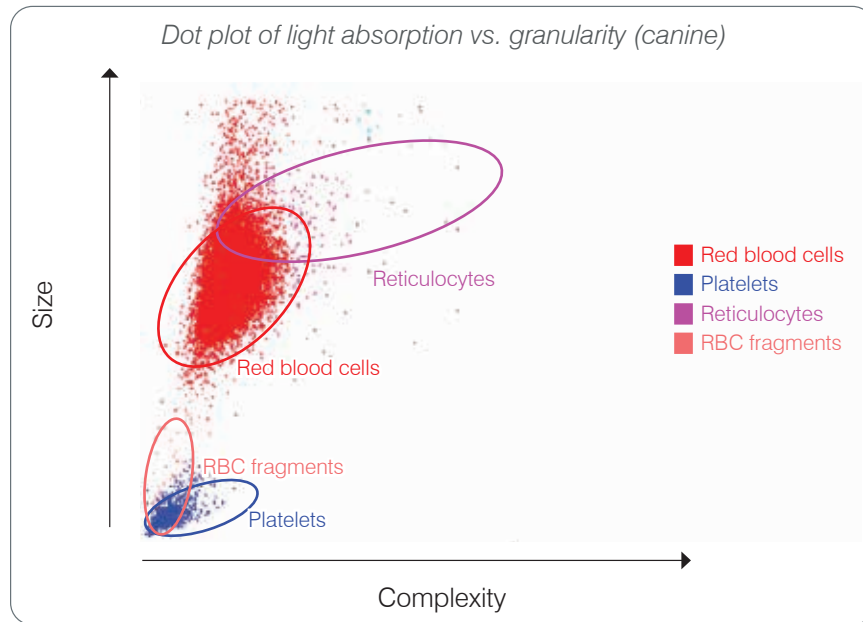 Dot plot of light absorption vs. granularity (canine)
Size
Reticulocytes
Red blood cells
RBC fragments
Platelets
Red blood cells
Platelets
Reticulocytes
RBC fragments
Complexity